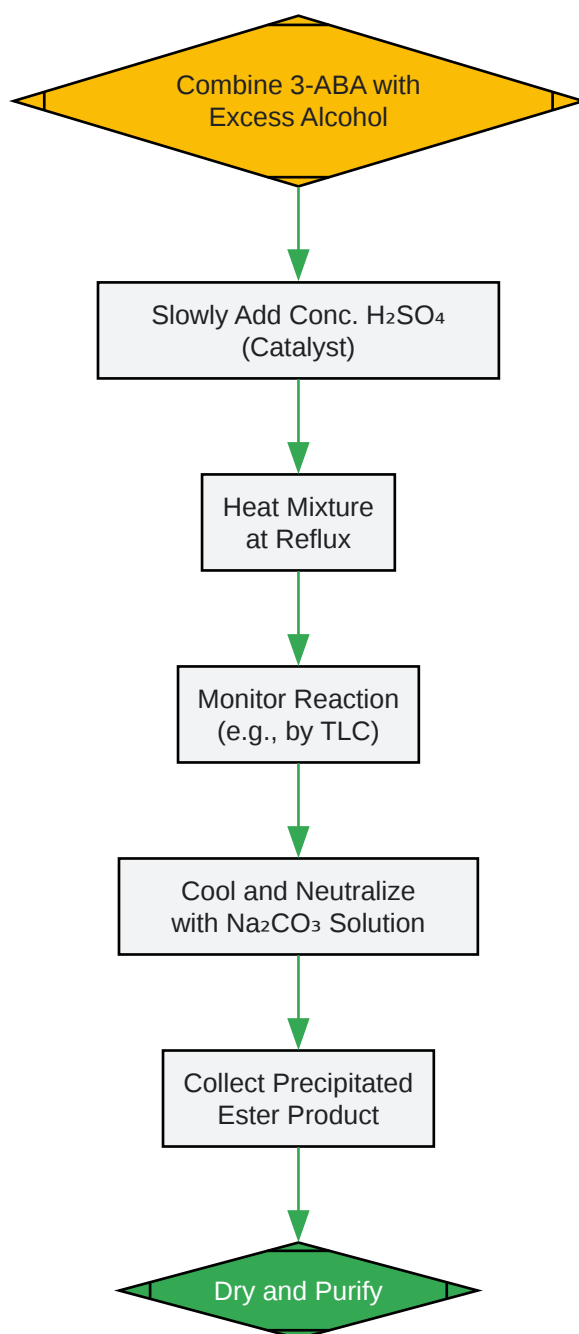 Combine 3-ABA with
Excess Alcohol
Slowly Add Conc. H₂SO₄
(Catalyst)
Heat Mixture
at Reflux
Monitor Reaction
(e.g., by TLC)
Cool and Neutralize
with Na₂CO₃ Solution
Collect Precipitated
Ester Product
Dry and Purify